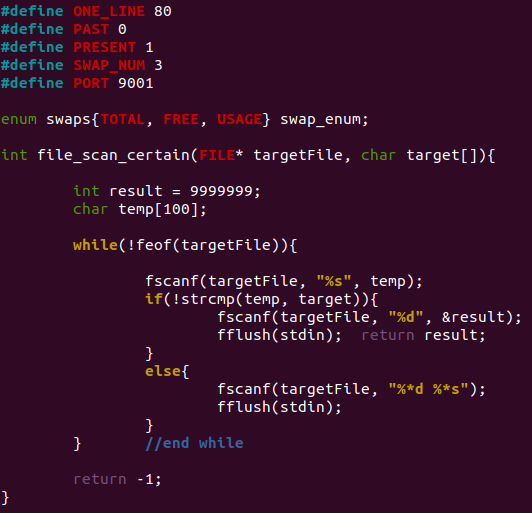 #define ONE_LINE 80
#define PAST 0
#define PRESENT 1
#define SWAP_NUM 3
#define PORT 9001
enum swaps{TOTAL, FREE, USAGE} swap_enum;
int file_scan_certain(FILE* targetFile, char target[]){
int result = 9999999;
char temp[100];
while(!feof(targetFile)){
fscanf(targetFile, "%s", temp);
if(!strcmp(temp, target)){
fscanf(targetFile, "%d", &result);
fflush(stdin);  return result;
}
else{
fscanf(targetFile, "%*d %*s");
fflush(stdin);
}
}       //end while
return -1;
}